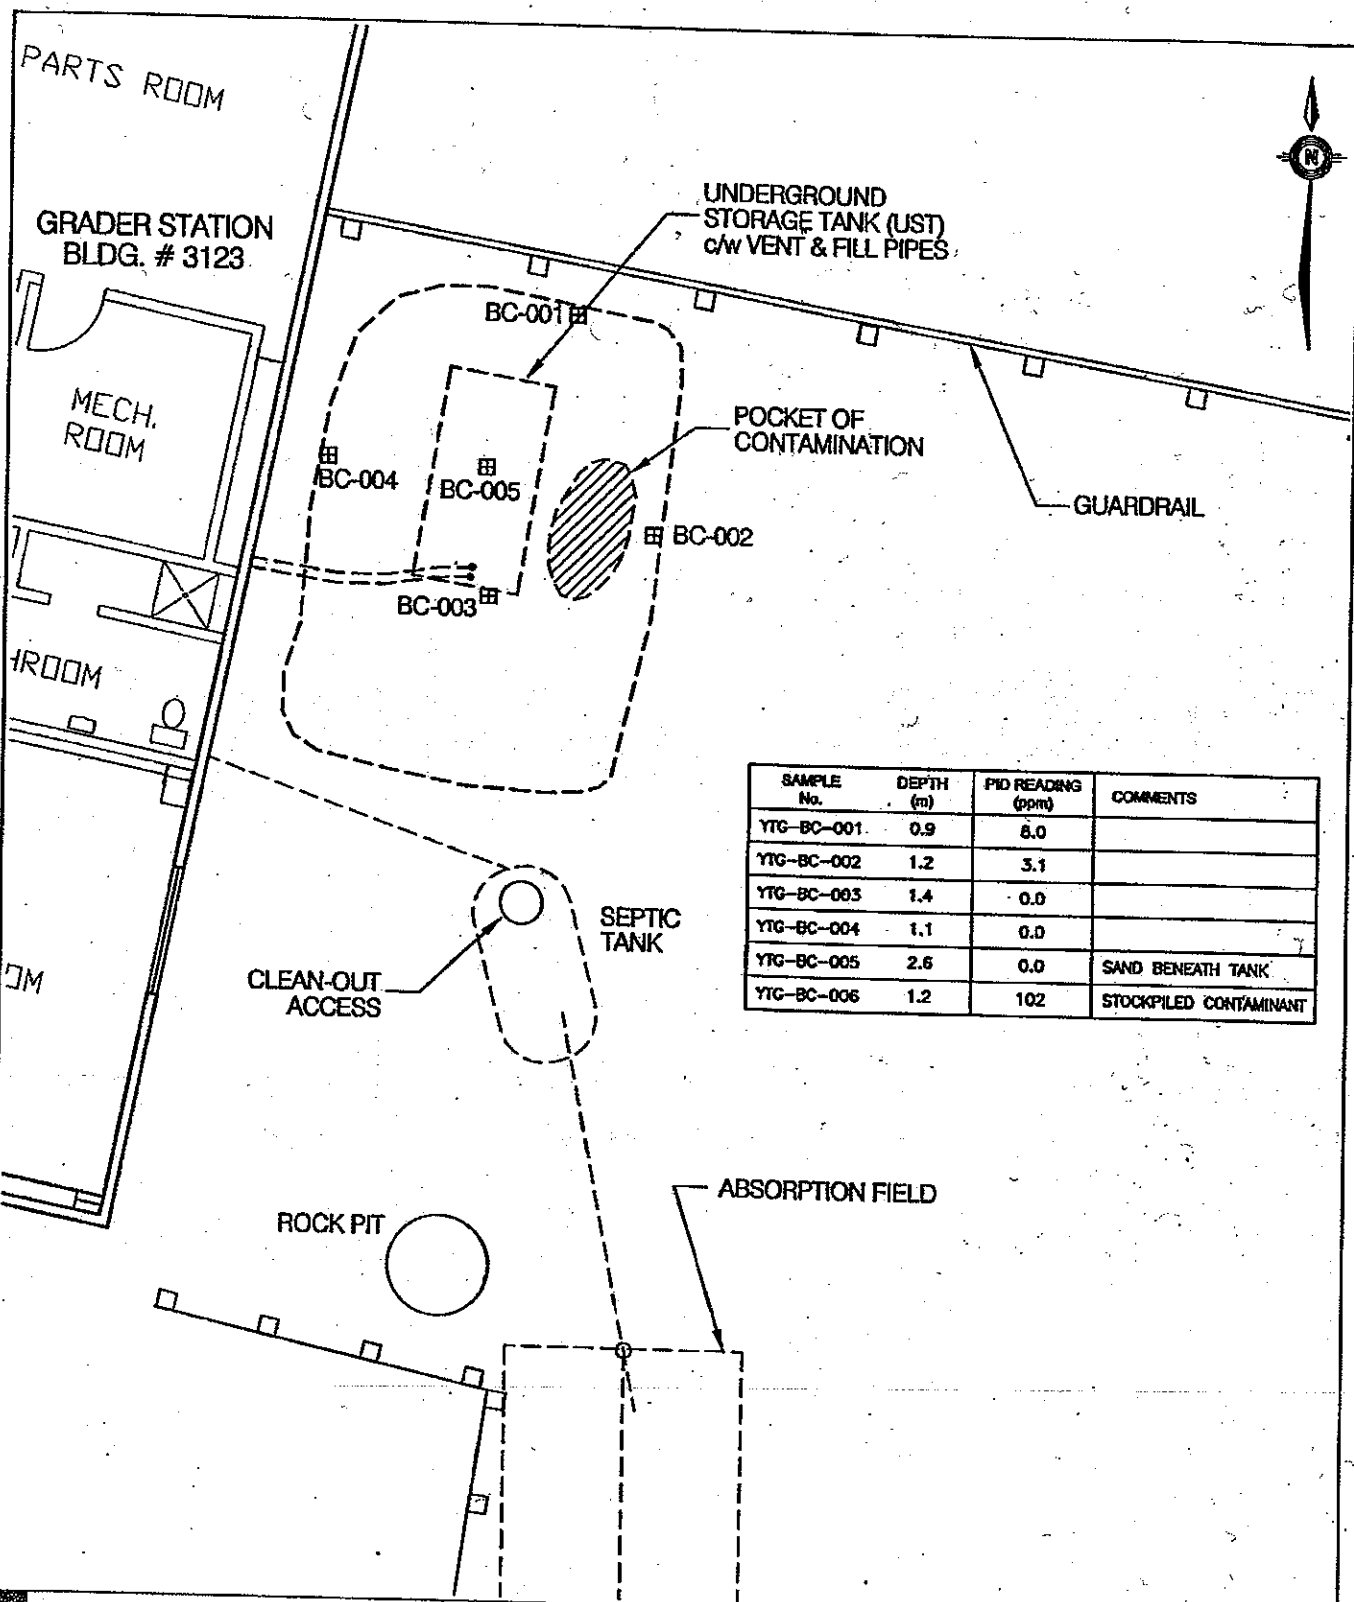 PARTS ROOM
N
UNDERGROUND
STORAGE TANK (UST)
c/w VENT & FILL PIPES
GRADER STATION
BLDG. # 3123
BC-001
MECH.
ROOM
POCKET OF
CONTAMINATION
BC-004
BC-005
GUARDRAIL
BC-002
BC-003
HROOM
SAMPLE No. DEPTH (m) PID READING (ppm) COMMENTS
YTG-BC-001 0.9 8.0
YTG-BC-002 1.2 3.1
YTG-BC-003 1.4 0.0
YTG-BC-004 1.1 0.0
YTG-BC-005 2.6 0.0 SAND BENEATH TANK
YTG-BC-006 1.2 102 STOCKPILED CONTAMINANT
SEPTIC
TANK
OM
CLEAN-OUT
ACCESS
ABSORPTION FIELD
ROCK PIT